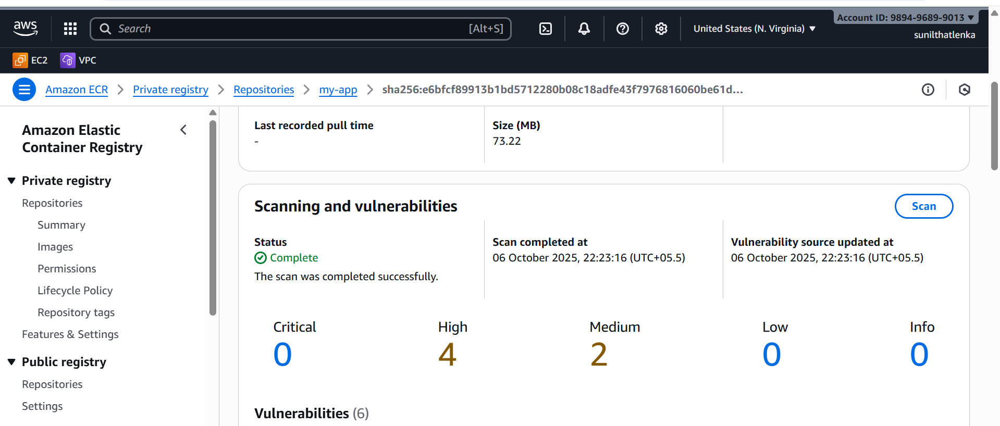 aws
Search
[Alt+S]
United States (N. Virginia)
Account ID: 9894-9689-9013
sunilthatlenka
EC2
VPC
Amazon ECR
Private registry
Repositories
my-app
sha256:e6bfcf89913b1bd5712280b08c18adfe43f7976816060be61d...
Amazon Elastic
Container Registry
Private registry
Repositories
Summary
Images
Permissions
Lifecycle Policy
Repository tags
Features & Settings
Public registry
Repositories
Settings
Last recorded pull time
-
Size (MB)
73.22
Scanning and vulnerabilities
Scan
Status
Complete
The scan was completed successfully.
Scan completed at
06 October 2025, 22:23:16 (UTC+05.5)
Vulnerability source updated at
06 October 2025, 22:23:16 (UTC+05.5)
Critical
0
High
4
Medium
2
Low
0
Info
0
Vulnerabilities (6)